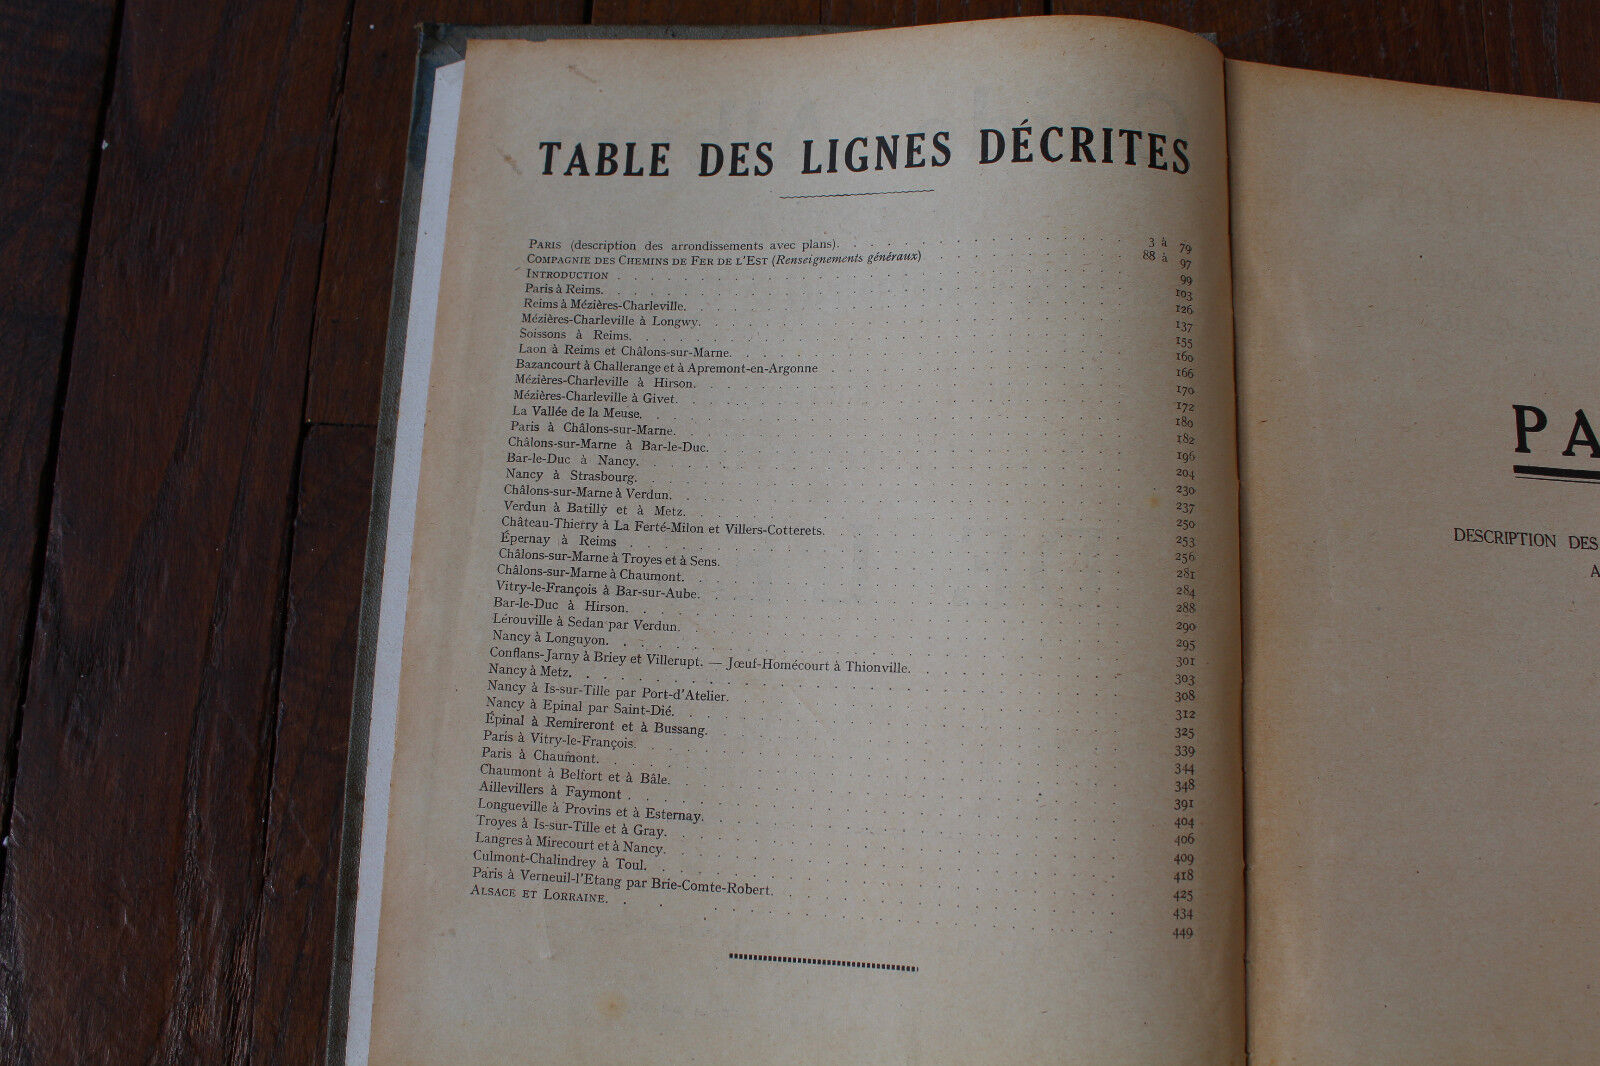 TABLE DES LIGNES DÉCRITES
PARIS (description des arrondissements avec plans). 3 à 79
COMPAGNIE DES CHEMINS DE FER DE L'EST (Renseignements généraux) 88 à 97
INTRODUCTION 99
Paris à Reims. 103
Reims à Mézières-Charleville. 126
Mézières-Charleville à Longwy. 137
Soissons à Reims. 155
Laon à Reims et Châlons-sur-Marne. 160
Bazancourt à Challerange et à Apremont-en-Argonne 166
Mézières-Charleville à Hirson. 170
Mézières-Charleville à Givet. 172
La Vallée de la Meuse. 180
Paris à Châlons-sur-Marne. 182
Châlons-sur-Marne à Bar-le-Duc. 196
Bar-le-Duc à Nancy. 204
Nancy à Strasbourg. 230
Châlons-sur-Marne à Verdun. 237
Verdun à Batilly et à Metz. 250
Château-Thierry à La Ferté-Milon et Villers-Cotterets. 253
Épernay à Reims 256
Châlons-sur-Marne à Troyes et à Sens. 281
Châlons-sur-Marne à Chaumont. 284
Vitry-le-François à Bar-sur-Aube. 288
Bar-le-Duc à Hirson. 290
Lérouville à Sedan par Verdun. 295
Nancy à Longuyon. 301
Conflans-Jarny à Briey et Villerupt. — Jœuf-Homécourt à Thionville. 303
Nancy à Metz. 308
Nancy à Is-sur-Tille par Port-d'Atelier. 312
Nancy à Epinal par Saint-Dié. 325
Épinal à Remiremont et à Bussang. 339
Paris à Vitry-le-François. 344
Paris à Chaumont. 348
Chaumont à Belfort et à Bâle. 391
Aillevillers à Faymont 404
Longueville à Provins et à Esternay. 406
Troyes à Is-sur-Tille et à Gray. 409
Langres à Mirecourt et à Nancy. 418
Culmont-Chalindrey à Toul. 425
Paris à Verneuil-l'Etang par Brie-Comte-Robert. 434
ALSACE ET LORRAINE. 449
PA
DESCRIPTION DES
A